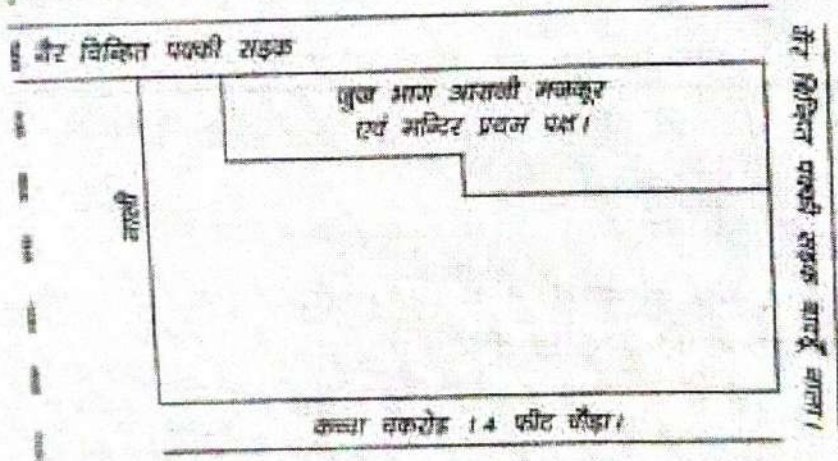 गैर चिन्हित पक्की सड़क
जुज भाग आराजी मजकूर
एवं मन्दिर प्रथम पक्ष।
नाली
गैर चिन्हित पक्की सड़क
कच्चा चकरोड 14 फीट चौड़ा।